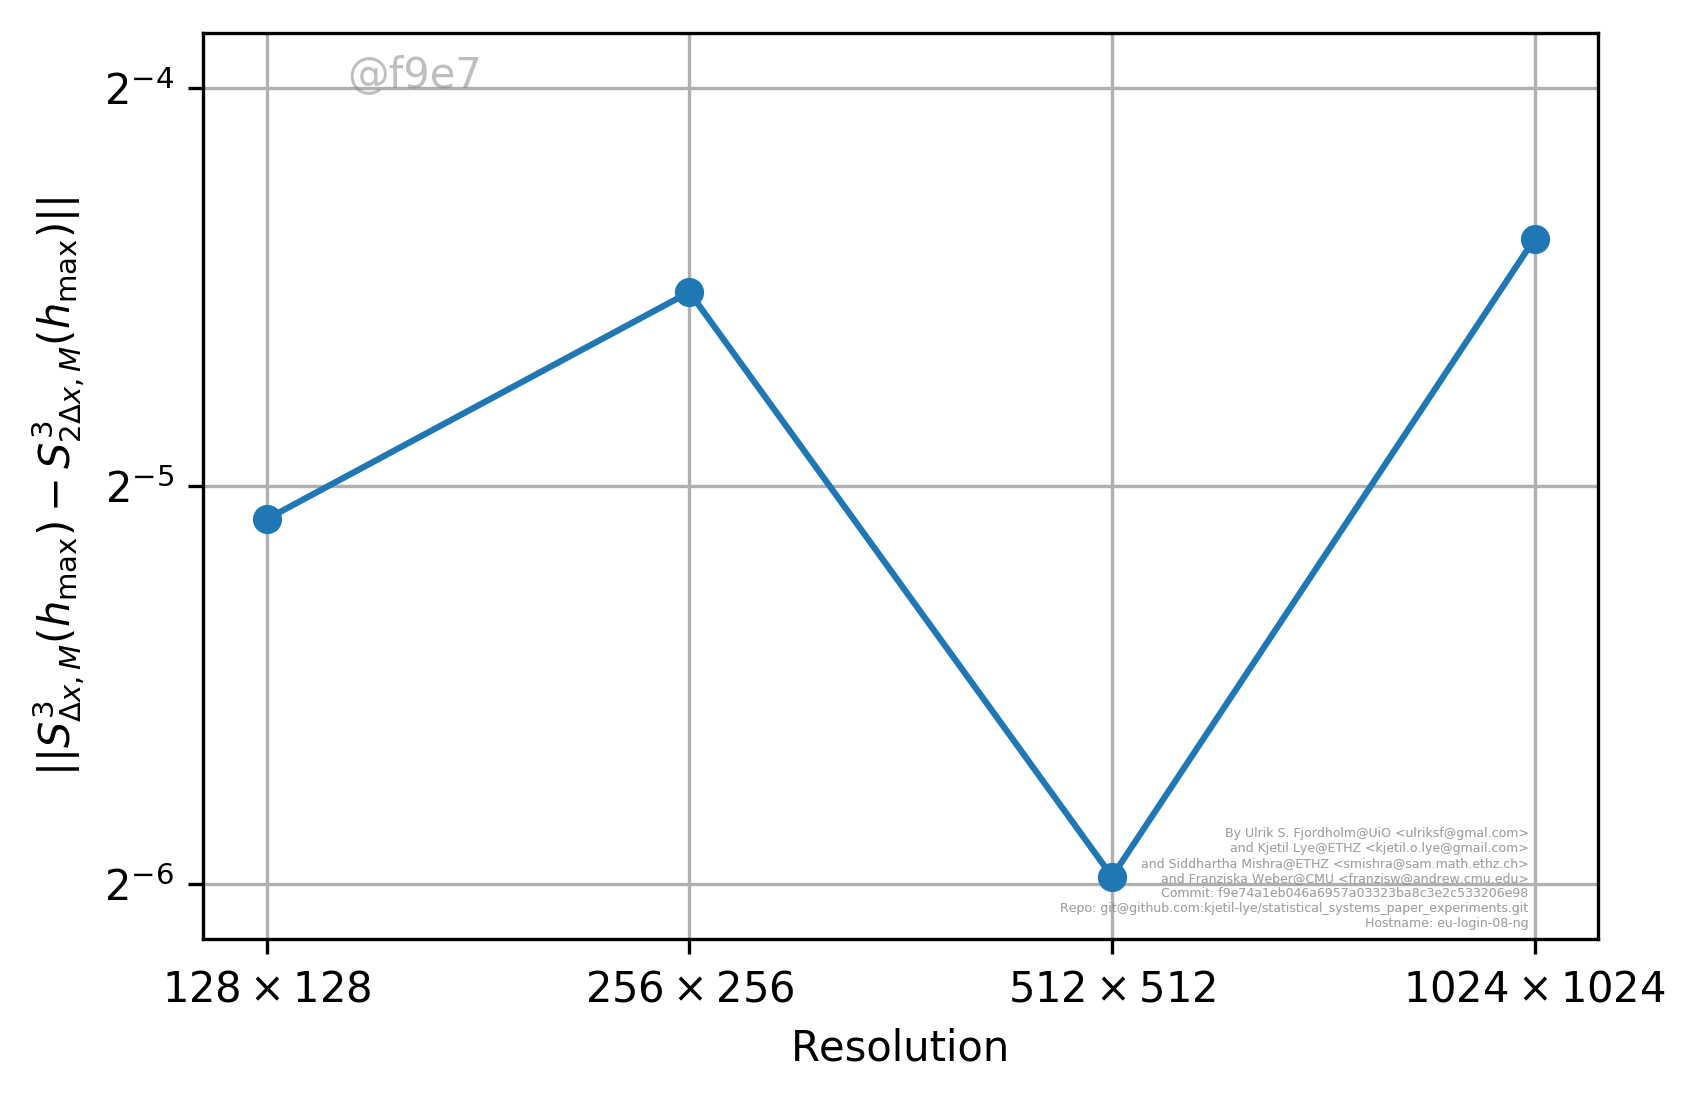 @f9e7
2⁻⁴
2⁻⁵
2⁻⁶
||S³_{Δx,M}(h_max) − S³_{2Δx,M}(h_max)||
By Ulrik S. Fjordholm@UiO <ulriksf@gmal.com>
and Kjetil Lye@ETHZ <kjetil.o.lye@gmail.com>
and Siddhartha Mishra@ETHZ <smishra@sam.math.ethz.ch>
and Franziska Weber@CMU <franzisw@andrew.cmu.edu>
Commit: f9e74a1eb046a6957a03323ba8c3e2c533206e98
Repo: git@github.com:kjetil-lye/statistical_systems_paper_experiments.git
Hostname: eu-login-08-ng
128 × 128
256 × 256
512 × 512
1024 × 1024
Resolution